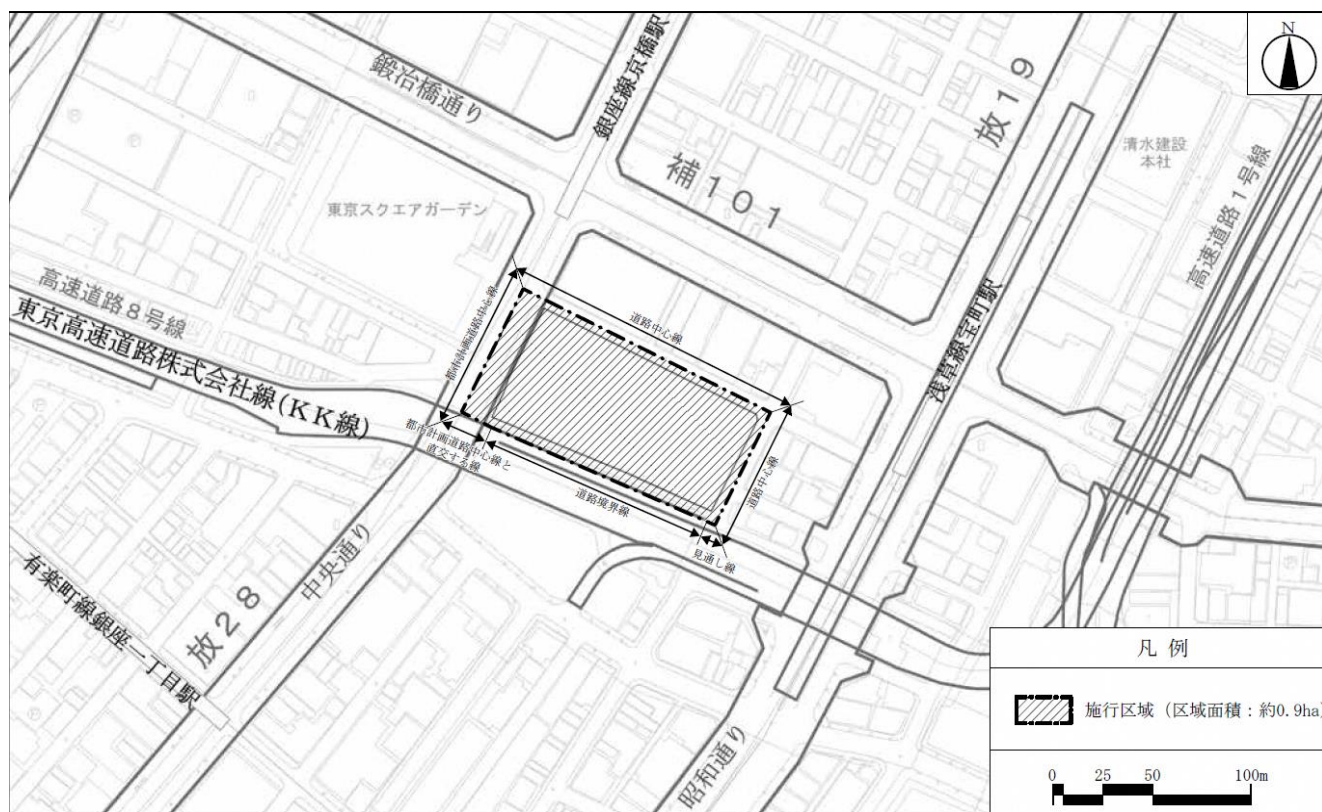 N
鍛治橋通り
銀座線京橋駅
放19
補101
清水建設
本社
高速道路1号線
東京スクエアガーデン
高速道路8号線
東京高速道路株式会社線(KK線)
都市計画道路中心線
道路中心線
浅草線宝町駅
都市計画道路中心線と
直交する線
道路境界線
道路中心線
見通し線
中央通り
放28
有楽町線銀座一丁目駅
昭和通り
凡例
施行区域(区域面積:約0.9ha)
0 25 50 100m